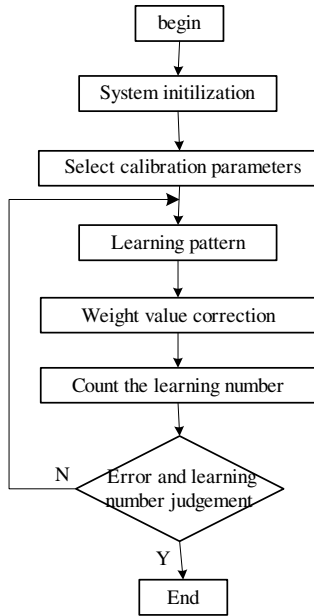 begin
System initilization
Select calibration parameters
Learning pattern
Weight value correction
Count the learning number
N
Error and learning
number judgement
Y
End